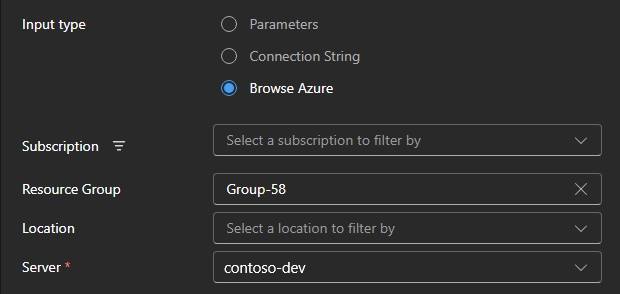 Input type
Parameters
Connection String
Browse Azure
Subscription
Select a subscription to filter by
Resource Group
Group-58
Location
Select a location to filter by
Server *
contoso-dev